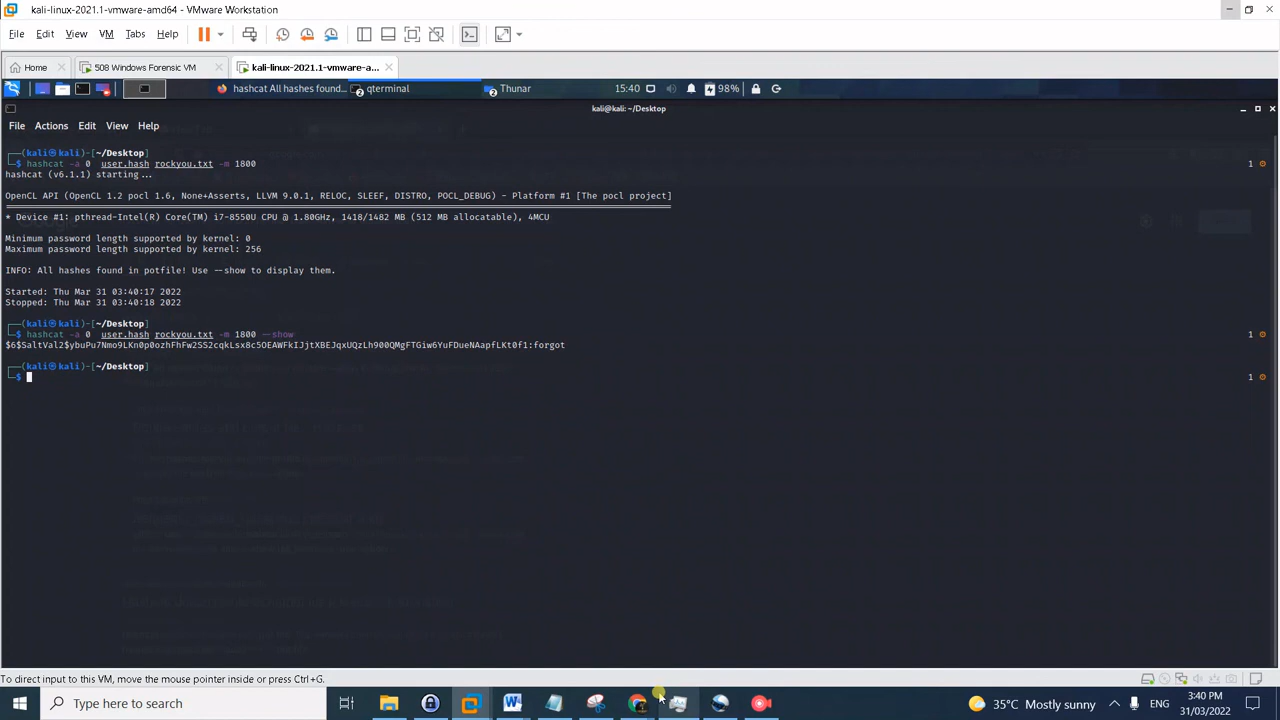 kali-linux-2021.1-vmware-amd64 - VMware Workstation
File Edit View VM Tabs Help
Home 508 Windows Forensic VM kali-linux-2021.1-vmware-a...
hashcat All hashes found... qterminal Thunar 15:40 98%
kali@kali: ~/Desktop
File Actions Edit View Help
(kali㉿kali)-[~/Desktop]
$ hashcat -a 0 user.hash rockyou.txt -m 1800 1
hashcat (v6.1.1) starting...
OpenCL API (OpenCL 1.2 pocl 1.6, None+Asserts, LLVM 9.0.1, RELOC, SLEEF, DISTRO, POCL_DEBUG) - Platform #1 [The pocl project]
* Device #1: pthread-Intel(R) Core(TM) i7-8550U CPU @ 1.80GHz, 1418/1482 MB (512 MB allocatable), 4MCU
Minimum password length supported by kernel: 0
Maximum password length supported by kernel: 256
INFO: All hashes found in potfile! Use --show to display them.
Started: Thu Mar 31 03:40:17 2022
Stopped: Thu Mar 31 03:40:18 2022
(kali㉿kali)-[~/Desktop]
$ hashcat -a 0 user.hash rockyou.txt -m 1800 --show 1
$6$SaltVal2$ybuPu7Nmo9LKn0p0ozhFhFw2SS2cqkLsx8c5OEAWFkIJjtXBEJqxUQzLh900QMgFTGiw6YuFDueNAapfLKt0f1:forgot
(kali㉿kali)-[~/Desktop]
$ 1
To direct input to this VM, move the mouse pointer inside or press Ctrl+G.
Type here to search 35°C Mostly sunny ENG 3:40 PM
31/03/2022